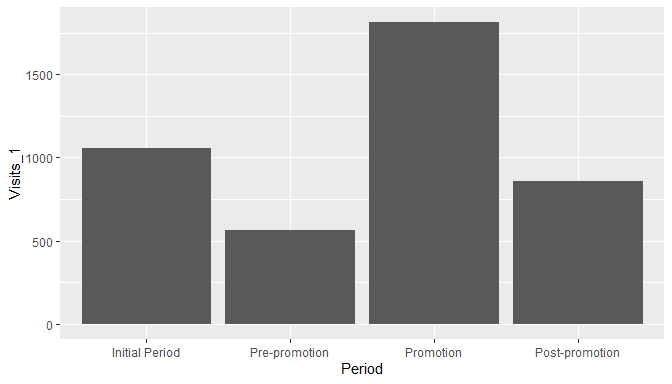 1500
1000
500
0
Visits_1
Initial Period Pre-promotion Promotion Post-promotion
Period